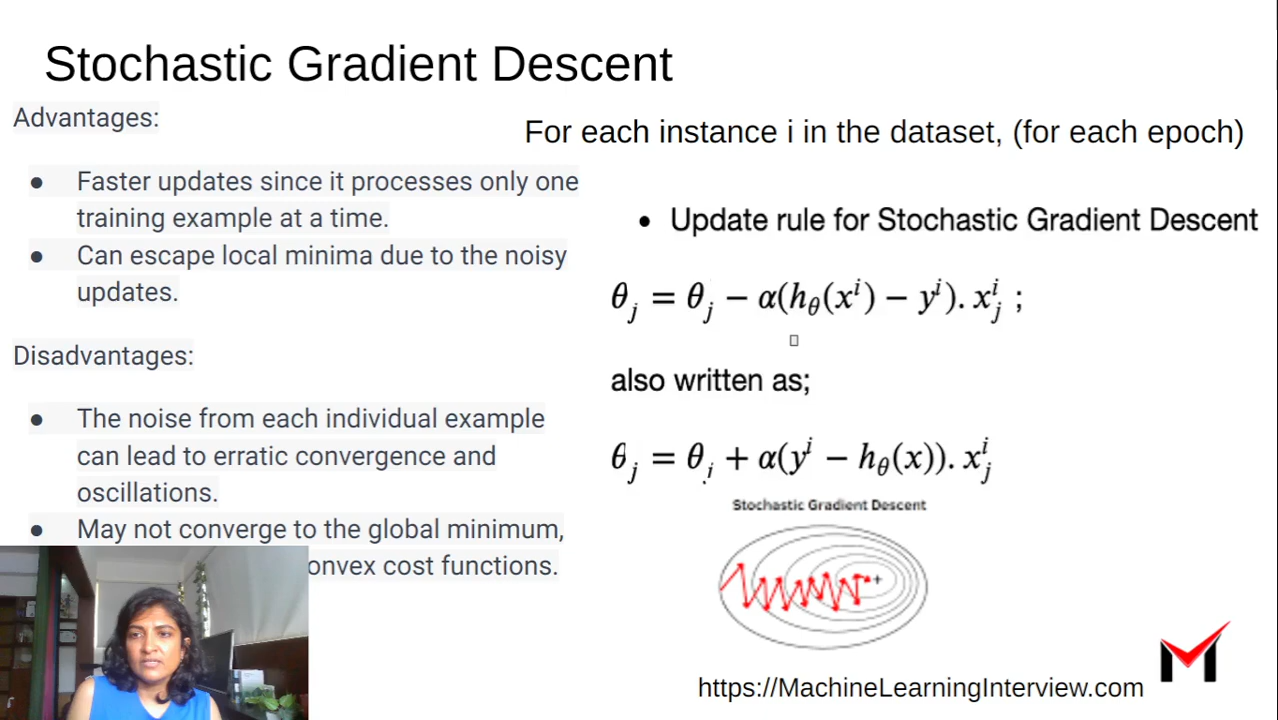 Stochastic Gradient Descent
Advantages:
● Faster updates since it processes only one
training example at a time.
● Can escape local minima due to the noisy
updates.
Disadvantages:
● The noise from each individual example
can lead to erratic convergence and
oscillations.
● May not converge to the global minimum,
onvex cost functions.
For each instance i in the dataset, (for each epoch)
• Update rule for Stochastic Gradient Descent
θⱼ = θⱼ − α(h_θ(xⁱ) − yⁱ). xⱼⁱ ;
also written as;
θⱼ = θⱼ + α(yⁱ − h_θ(x)). xⱼⁱ
Stochastic Gradient Descent
https://MachineLearningInterview.com